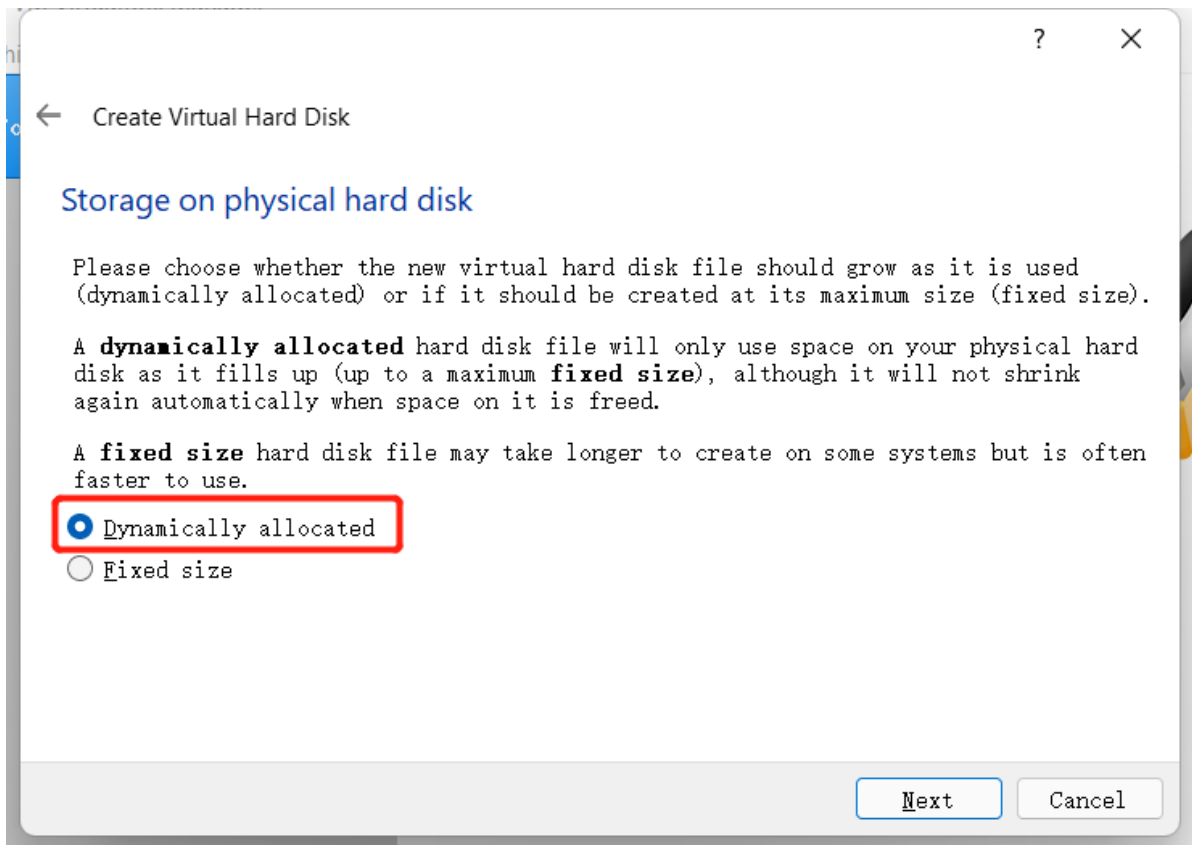 ?
Create Virtual Hard Disk
Storage on physical hard disk
Please choose whether the new virtual hard disk file should grow as it is used
(dynamically allocated) or if it should be created at its maximum size (fixed size).
A dynamically allocated hard disk file will only use space on your physical hard
disk as it fills up (up to a maximum fixed size), although it will not shrink
again automatically when space on it is freed.
A fixed size hard disk file may take longer to create on some systems but is often
faster to use.
Dynamically allocated
Fixed size
Next Cancel